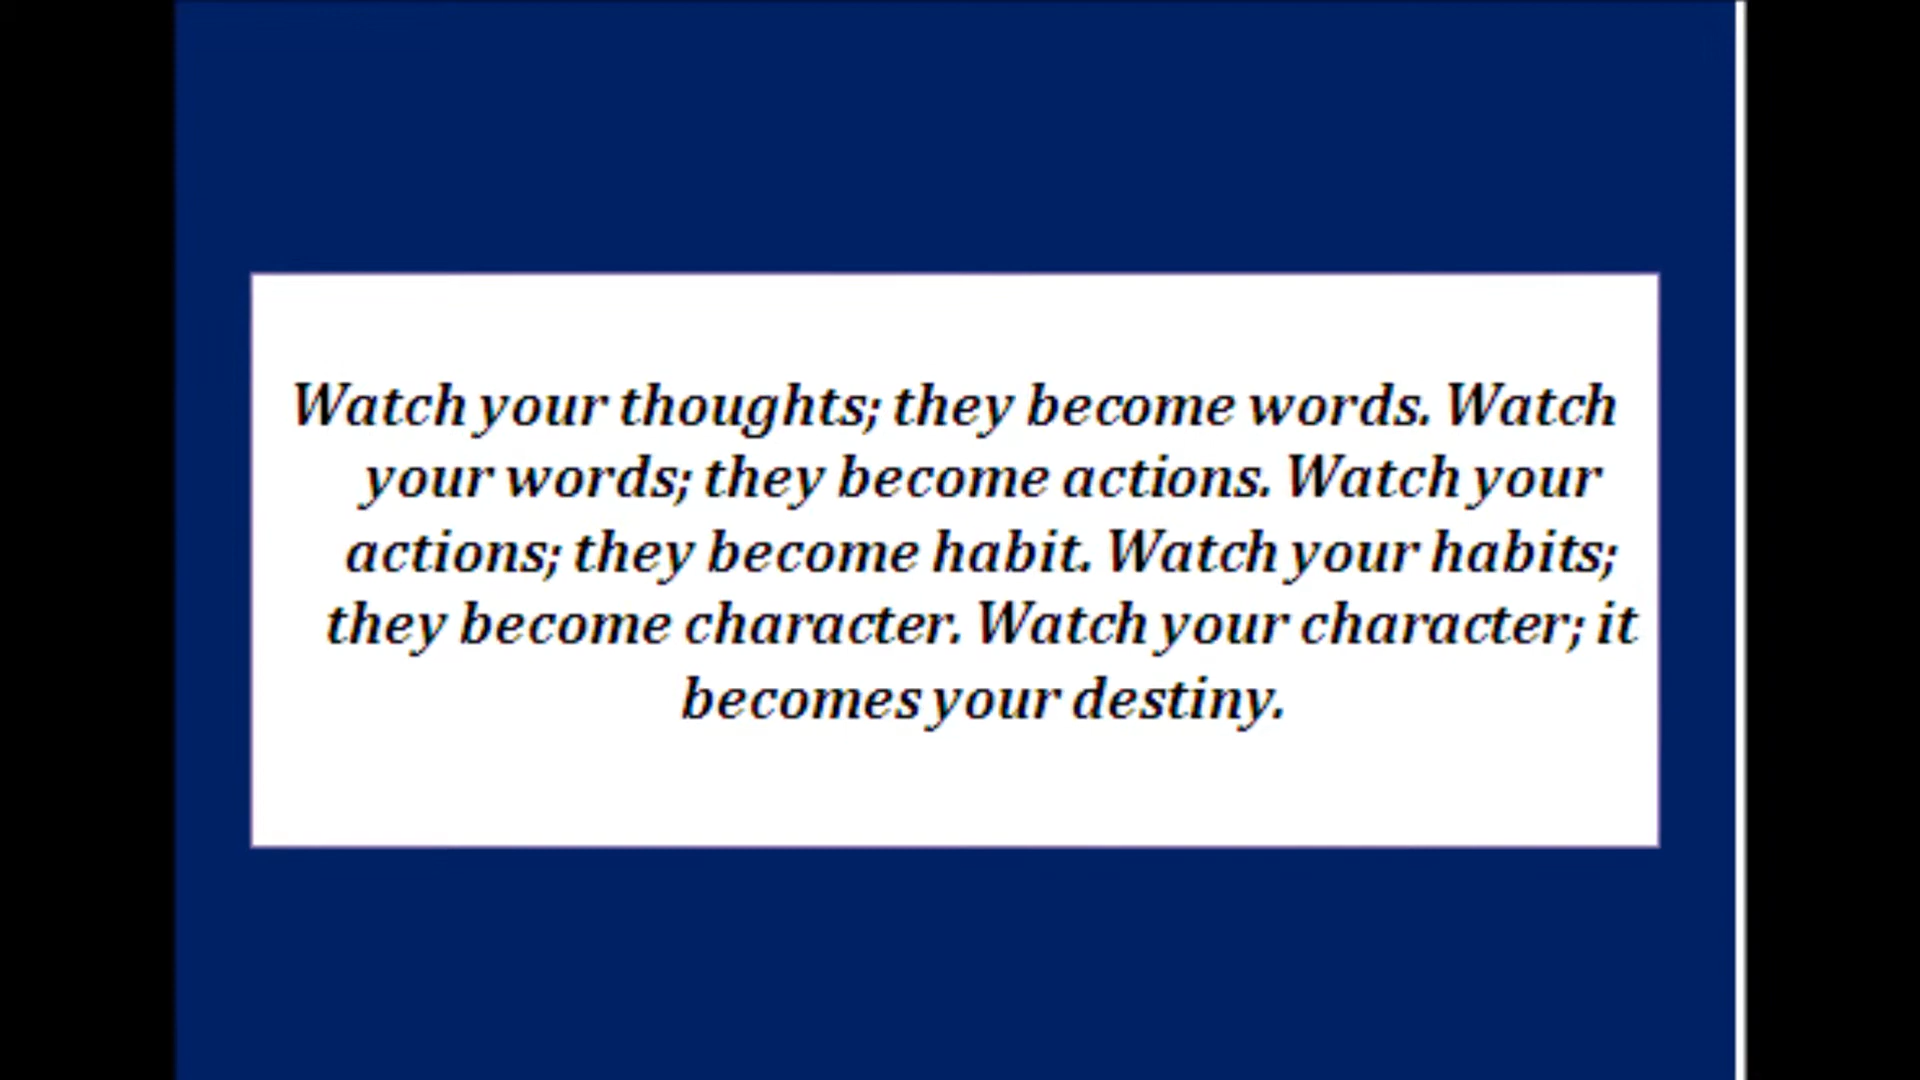 Watch your thoughts; they become words. Watch
your words; they become actions. Watch your
actions; they become habit. Watch your habits;
they become character. Watch your character; it
becomes your destiny.